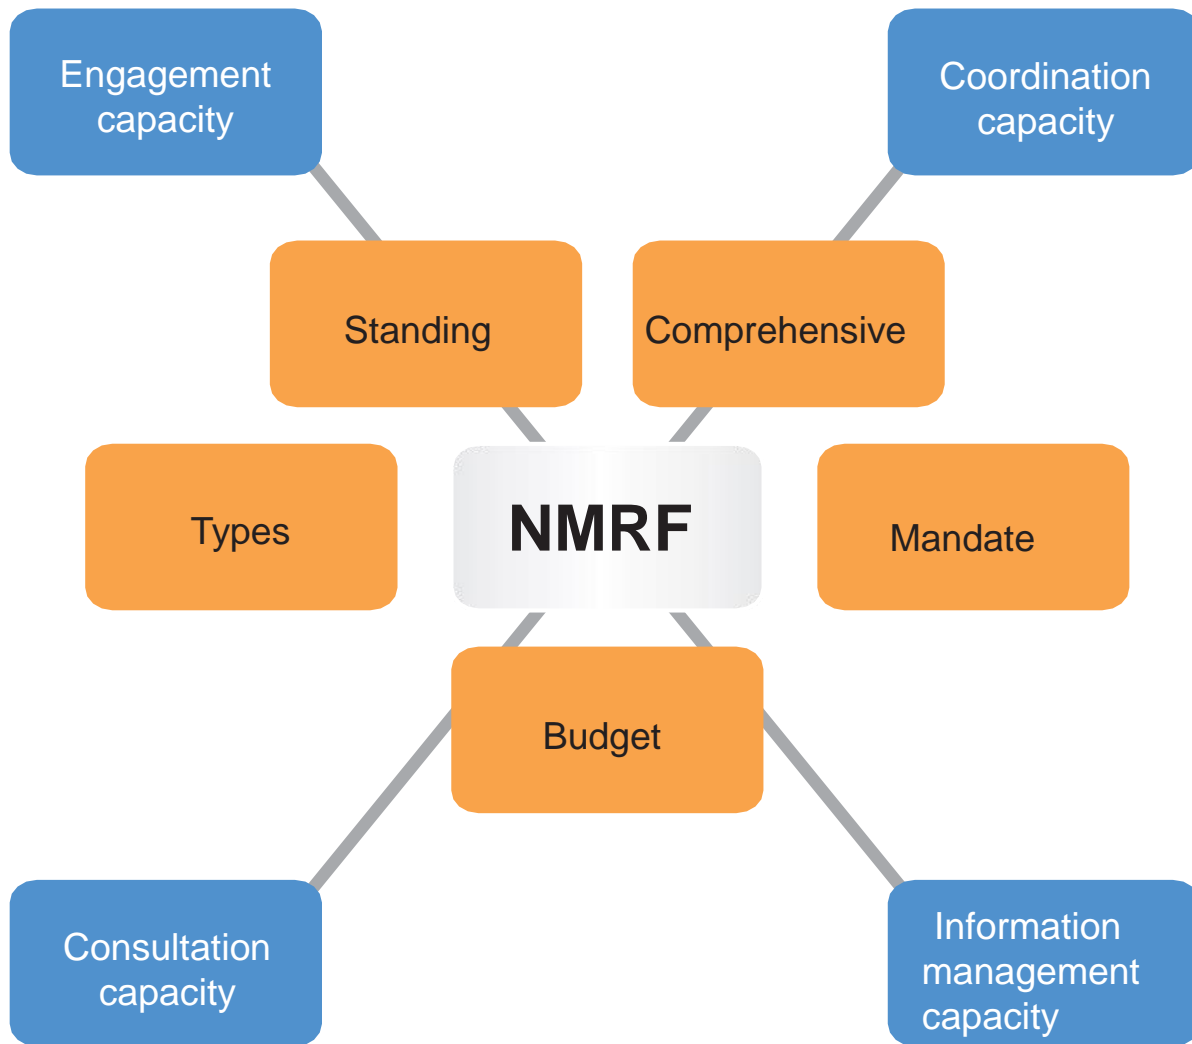 Engagement
capacity
Coordination
capacity
Standing
Comprehensive
Types
NMRF
Mandate
Budget
Consultation
capacity
Information
management
capacity